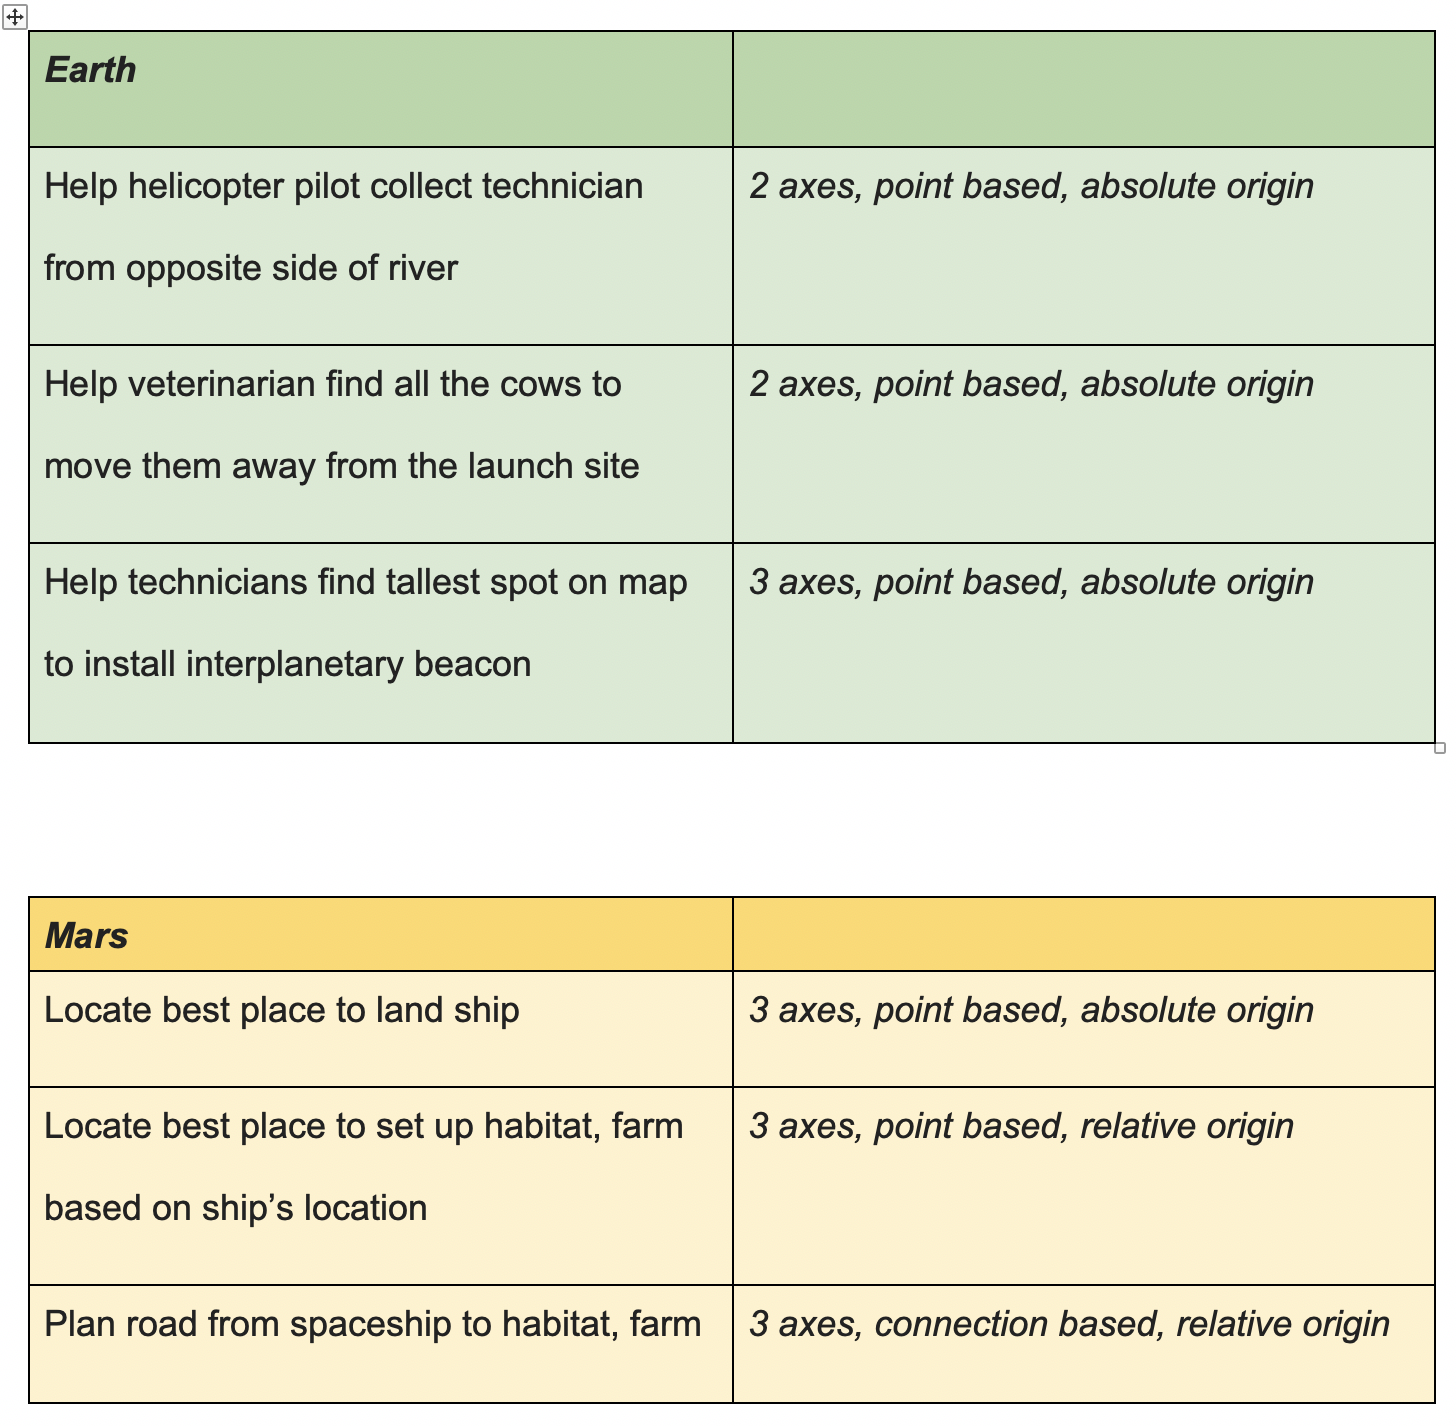 Earth
Help helicopter pilot collect technician
from opposite side of river
2 axes, point based, absolute origin
Help veterinarian find all the cows to
move them away from the launch site
2 axes, point based, absolute origin
Help technicians find tallest spot on map
to install interplanetary beacon
3 axes, point based, absolute origin
Mars
Locate best place to land ship
3 axes, point based, absolute origin
Locate best place to set up habitat, farm
based on ship’s location
3 axes, point based, relative origin
Plan road from spaceship to habitat, farm
3 axes, connection based, relative origin